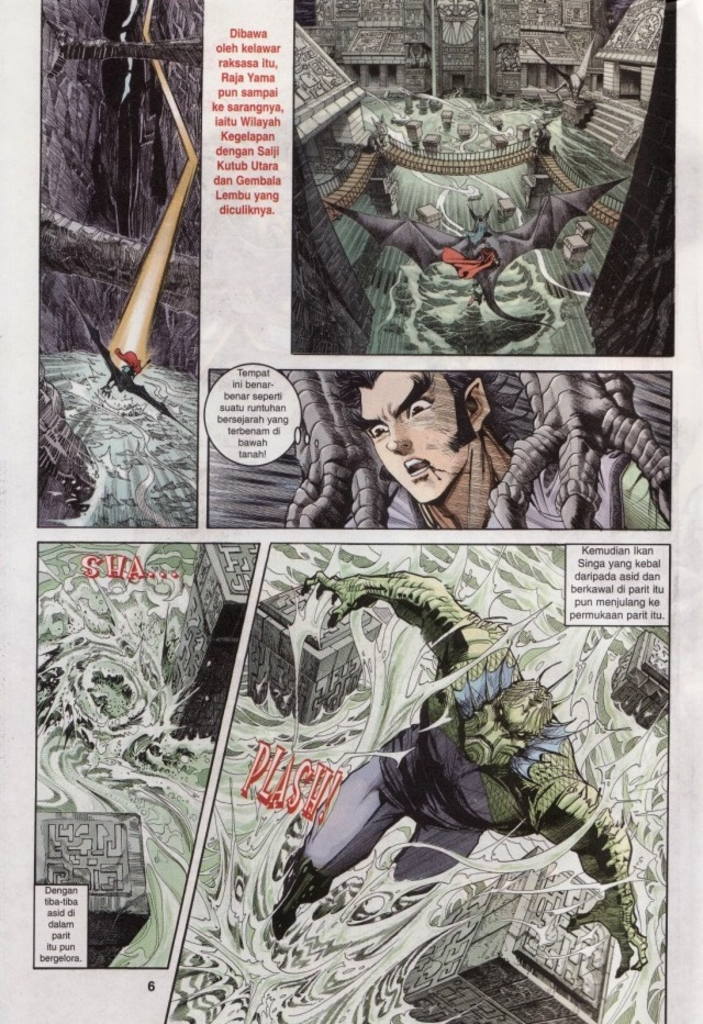 Dibawa
oleh kelawar
raksasa itu,
Raja Yama
pun sampai
ke sarangnya,
iaitu Wilayah
Kegelapan
dengan Salji
Kutub Utara
dan Gembala
Lembu yang
diculiknya.
Tempat
ini benar-
benar seperti
suatu runtuhan
bersejarah yang
terbenam di
bawah
tanah!
SHA...
Dengan
tiba-tiba
asid di
dalam
parit
itu pun
bergelora.
Kemudian Ikan
Singa yang kebal
daripada asid dan
berkawal di parit itu
pun menjulang ke
permukaan parit itu.
PLASH!
6